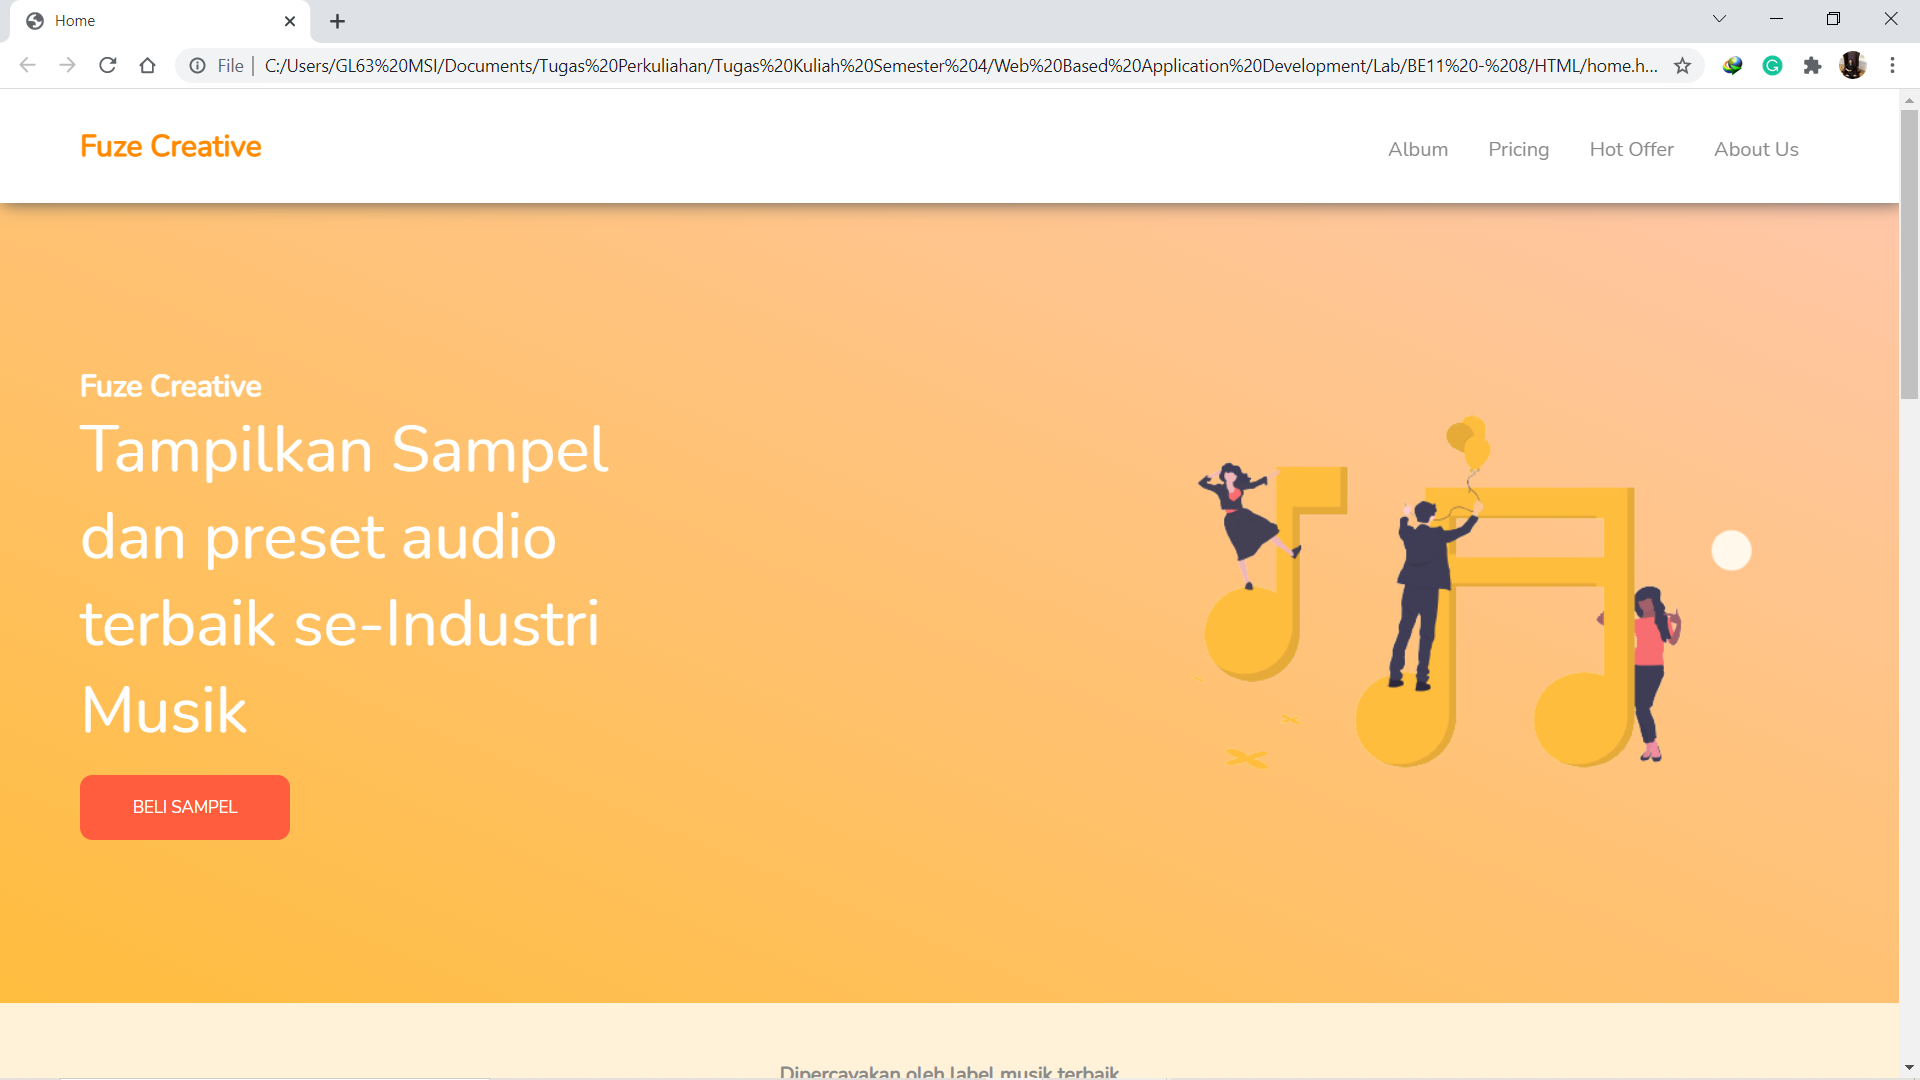 Home
File
C:/Users/GL63%20MSI/Documents/Tugas%20Perkuliahan/Tugas%20Kuliah%20Semester%204/Web%20Based%20Application%20Development/Lab/BE11%20-%208/HTML/home.h...
Fuze Creative
Album
Pricing
Hot Offer
About Us
Fuze Creative
Tampilkan Sampel
dan preset audio
terbaik se-Industri
Musik
BELI SAMPEL
Dipercayakan oleh label musik terbaik